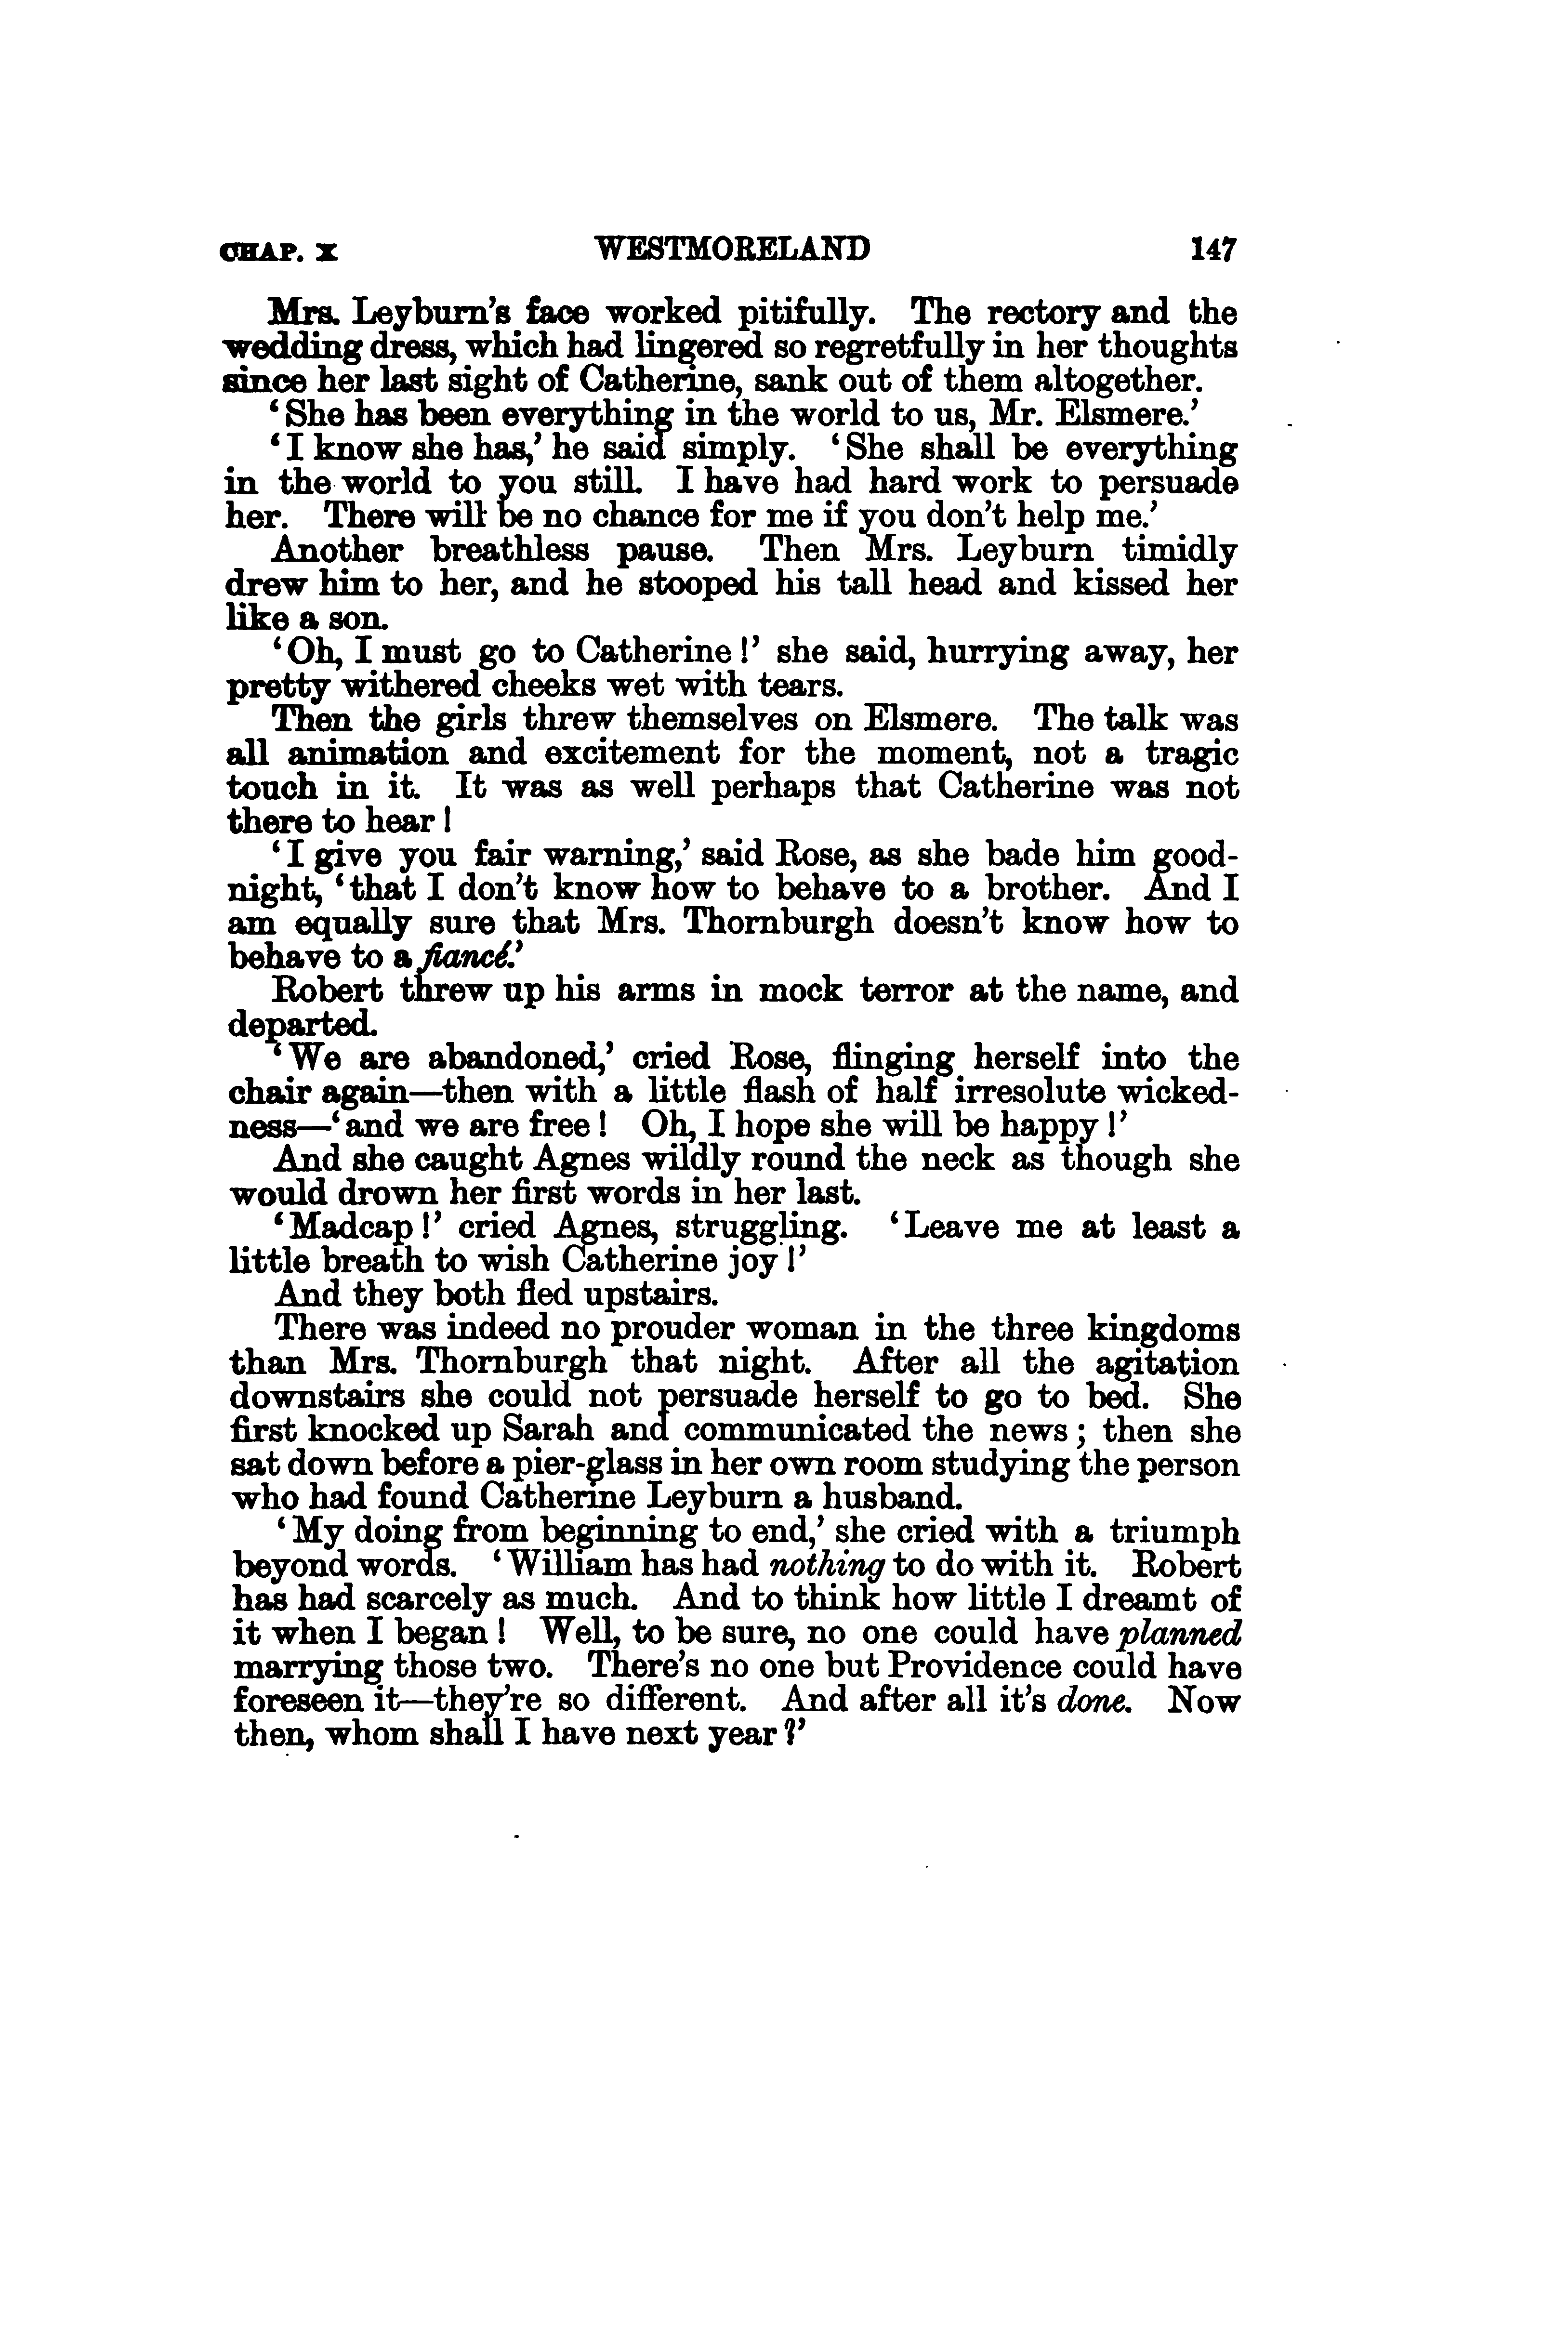 CHAP. X WESTMORELAND 147
Mrs. Leyburn's face worked pitifully. The rectory and the
wedding dress, which had lingered so regretfully in her thoughts
since her last sight of Catherine, sank out of them altogether.
‘She has been everything in the world to us, Mr. Elsmere.’
‘I know she has,’ he said simply. ‘She shall be everything
in the world to you still. I have had hard work to persuade
her. There will be no chance for me if you don't help me.’
Another breathless pause. Then Mrs. Leyburn timidly
drew him to her, and he stooped his tall head and kissed her
like a son.
‘Oh, I must go to Catherine!’ she said, hurrying away, her
pretty withered cheeks wet with tears.
Then the girls threw themselves on Elsmere. The talk was
all animation and excitement for the moment, not a tragic
touch in it. It was as well perhaps that Catherine was not
there to hear!
‘I give you fair warning,’ said Rose, as she bade him good-
night, ‘that I don't know how to behave to a brother. And I
am equally sure that Mrs. Thornburgh doesn't know how to
behave to a fiancé.’
Robert threw up his arms in mock terror at the name, and
departed.
‘We are abandoned,’ cried Rose, flinging herself into the
chair again—then with a little flash of half irresolute wicked-
ness—‘and we are free! Oh, I hope she will be happy!’
And she caught Agnes wildly round the neck as though she
would drown her first words in her last.
‘Madcap!’ cried Agnes, struggling. ‘Leave me at least a
little breath to wish Catherine joy!’
And they both fled upstairs.
There was indeed no prouder woman in the three kingdoms
than Mrs. Thornburgh that night. After all the agitation
downstairs she could not persuade herself to go to bed. She
first knocked up Sarah and communicated the news; then she
sat down before a pier-glass in her own room studying the person
who had found Catherine Leyburn a husband.
‘My doing from beginning to end,’ she cried with a triumph
beyond words. ‘William has had nothing to do with it. Robert
has had scarcely as much. And to think how little I dreamt of
it when I began! Well, to be sure, no one could have planned
marrying those two. There's no one but Providence could have
foreseen it—they're so different. And after all it's done. Now
then, whom shall I have next year?’